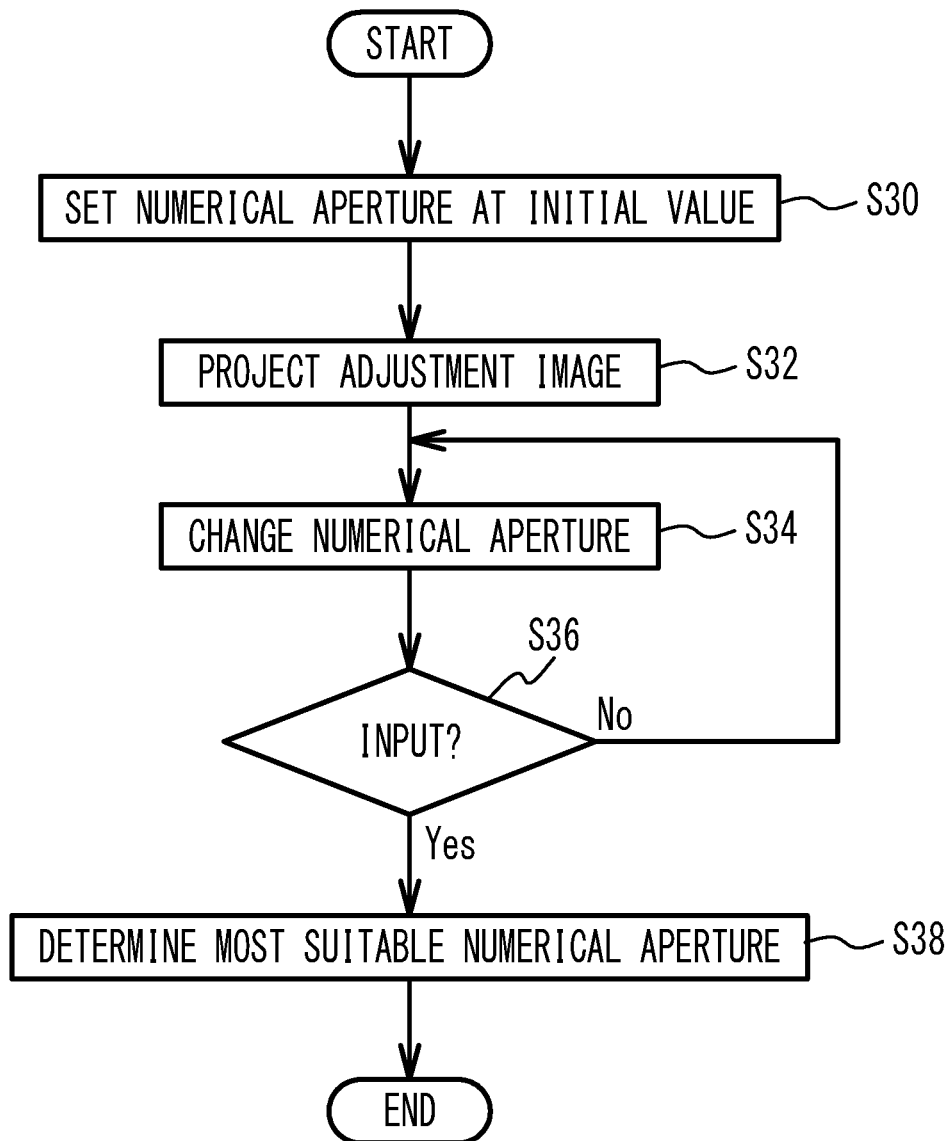 START
SET NUMERICAL APERTURE AT INITIAL VALUE
S30
PROJECT ADJUSTMENT IMAGE
S32
CHANGE NUMERICAL APERTURE
S34
S36
INPUT?
No
Yes
DETERMINE MOST SUITABLE NUMERICAL APERTURE
S38
END